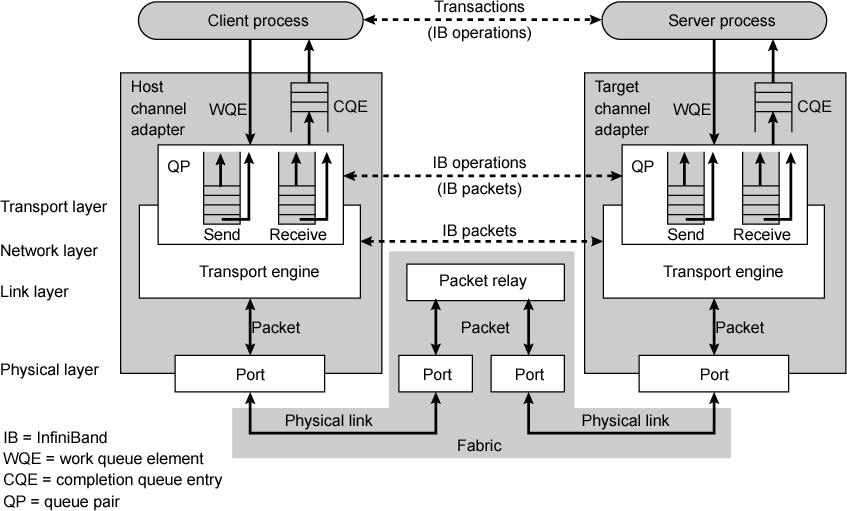 Client process
Transactions
(IB operations)
Server process
Host
channel
adapter
WQE
CQE
Target
channel
adapter
WQE
CQE
QP
IB operations
(IB packets)
QP
Transport layer
Send
Receive
IB packets
Send
Receive
Network layer
Transport engine
Transport engine
Link layer
Packet relay
Packet
Packet
Packet
Physical layer
Port
Port
Port
Port
Physical link
Physical link
Fabric
IB = InfiniBand
WQE = work queue element
CQE = completion queue entry
QP = queue pair